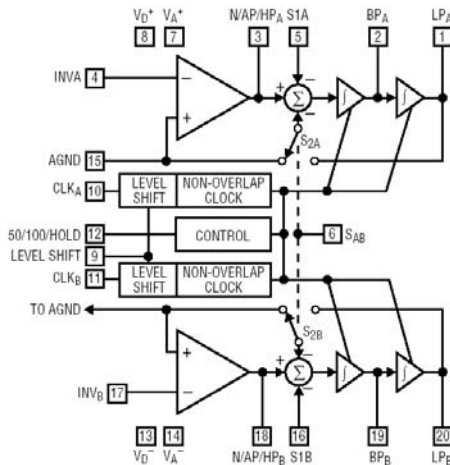 V_D^+ V_A^+ N/AP/HP_A S1A BP_A LP_A
8 7 3 5 2 1
INVA 4 − + Σ − ∫ ∫
+ −
AGND 15 S_2A
CLK_A 10 LEVEL SHIFT NON-OVERLAP CLOCK
50/100/HOLD 12 CONTROL 6 S_AB
LEVEL SHIFT 9
CLK_B 11 LEVEL SHIFT NON-OVERLAP CLOCK
TO AGND S_2B
+ −
INV_B 17 − + Σ − ∫ ∫
13 14 18 16 19 20
V_D^− V_A^− N/AP/HP_B S1B BP_B LP_B